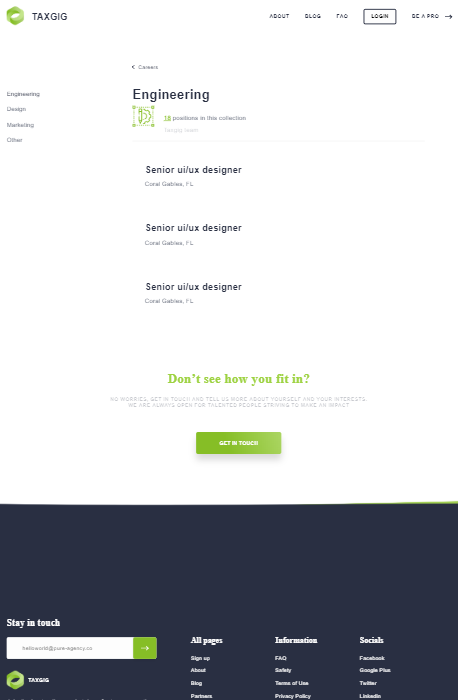 TAXGIG
ABOUT
BLOG
FAQ
LOGIN
BE A PRO
Careers
Engineering
Design
Marketing
Other
Engineering
18 positions in this collection
Taxgig team
Senior ui/ux designer
Coral Gables, FL
Senior ui/ux designer
Coral Gables, FL
Senior ui/ux designer
Coral Gables, FL
Don't see how you fit in?
NO WORRIES, GET IN TOUCH AND TELL US MORE ABOUT YOURSELF AND YOUR INTERESTS.
WE ARE ALWAYS OPEN FOR TALENTED PEOPLE STRIVING TO MAKE AN IMPACT
GET IN TOUCH
Stay in touch
helloworld@pure-agency.co
TAXGIG
All pages
Sign up
About
Blog
Partners
Information
FAQ
Safety
Terms of Use
Privacy Policy
Socials
Facebook
Google Plus
Twitter
Linkedin